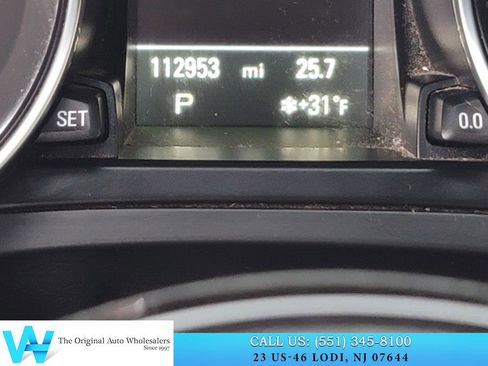 112953 mi 25.7
P ❄+31°F
SET
0.0
The Original Auto Wholesalers
Since 1997
CALL US: (551) 345-8100
23 US-46 LODI, NJ 07644